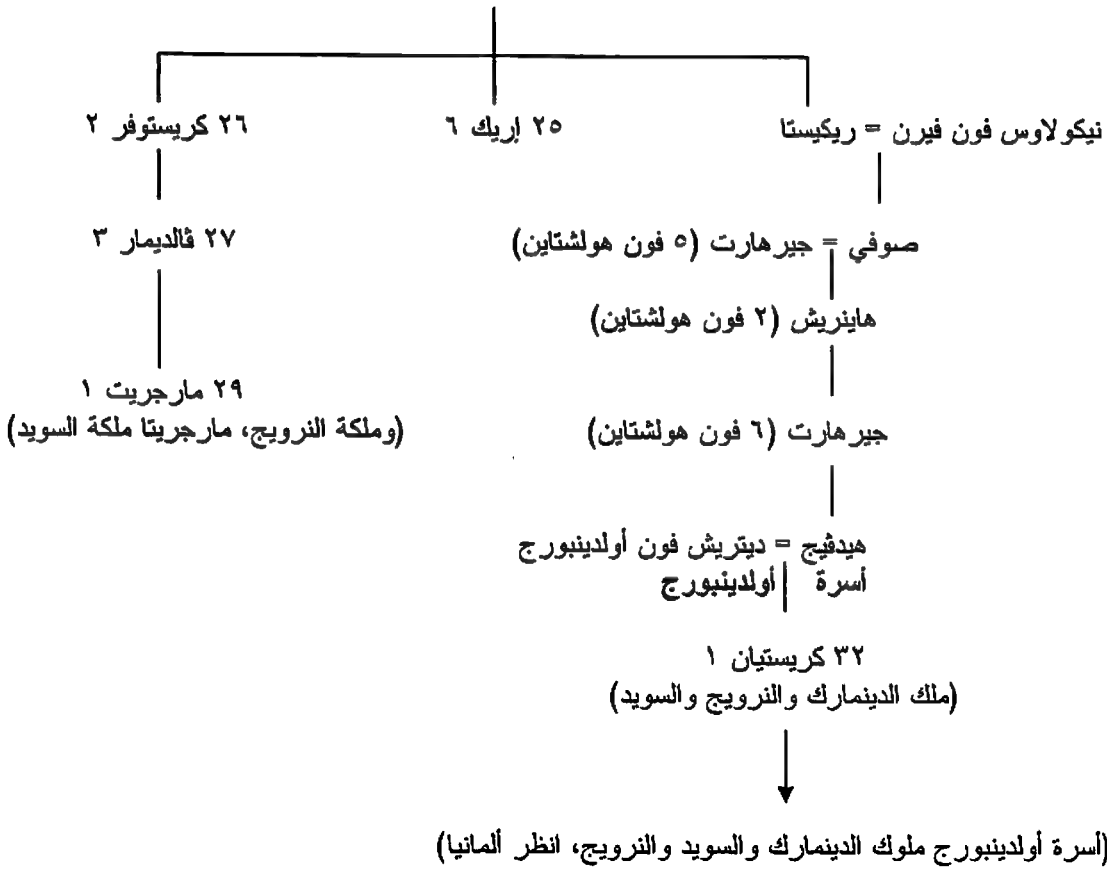 نيكولاوس فون فيرن = ريكيستا
٢٥ اريك ٦
٢٦ كريستوفر ٢
صوفي = جيرهارت (٥ فون هولشتاين)
٢٧ ڤالديمار ٣
هاينريش (٢ فون هولشتاين)
٢٩ مارجريت ١
(وملكة النرويج، مارجريتا ملكة السويد)
جيرهارت (٦ فون هولشتاين)
هيدڤيج = ديتريش فون أولدينبورج
أسرة أولدينبورج
٣٢ كريستيان ١
(ملك الدينمارك والنرويج والسويد)
(أسرة أولدينبورج ملوك الدينمارك والسويد والنرويج، انظر ألمانيا)